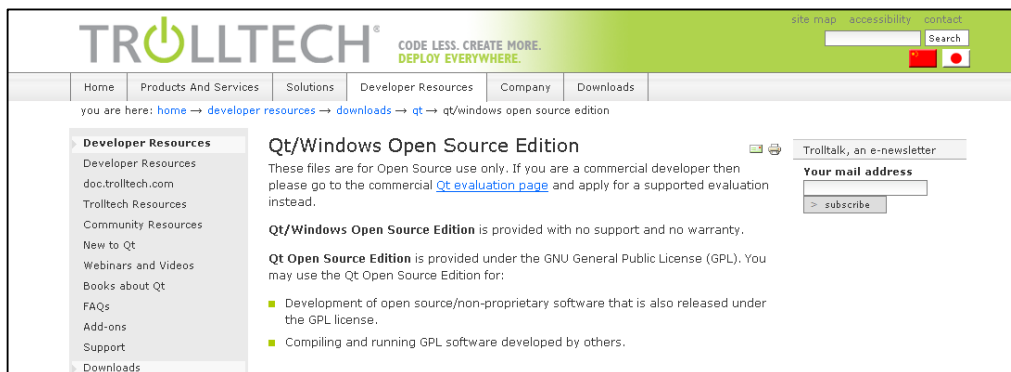 site map accessibility contact
TROLLTECH®
CODE LESS. CREATE MORE.
DEPLOY EVERYWHERE.
Search
Home Products And Services Solutions Developer Resources Company Downloads
you are here: home → developer resources → downloads → qt → qt/windows open source edition
Developer Resources
Developer Resources
doc.trolltech.com
Trolltech Resources
Community Resources
New to Qt
Webinars and Videos
Books about Qt
FAQs
Add-ons
Support
Downloads
Qt/Windows Open Source Edition
These files are for Open Source use only. If you are a commercial developer then
please go to the commercial Qt evaluation page and apply for a supported evaluation
instead.
Qt/Windows Open Source Edition is provided with no support and no warranty.
Qt Open Source Edition is provided under the GNU General Public License (GPL). You
may use the Qt Open Source Edition for:
Development of open source/non-proprietary software that is also released under
the GPL license.
Compiling and running GPL software developed by others.
Trolltalk, an e-newsletter
Your mail address
> subscribe